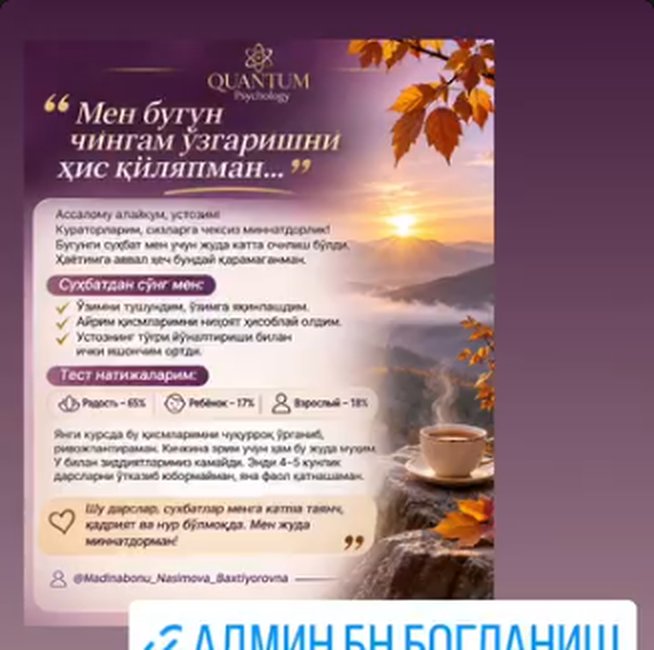 QUANTUM
Psychology
“ Мен бугун
чинғам ўзгаришни
ҳис қиляпман... ”
Ассалому алайкум, устозим!
Кураторларим, сизларга чексиз миннатдорлик!
Бугунги суҳбат мен учун жуда катта очилиш бўлди.
Ҳаётимга аввал ҳеч бундай қарамаганман.
Суҳбатдан сўнг мен:
Ўзимни тушундим, ўзимга яқинлашдим.
Айрим қисмларимни ниҳоят ҳисоблай олдим.
Устознинг тўғри йўналтириши билан
ички ишончим ортди.
Тест натижаларим:
Радость – 65%
Ребёнок – 17%
Взрослый – 18%
Янги курсда бу қисмларимни чуқурроқ ўрганиб,
ривожлантираман. Кичкина эрим учун ҳам бу жуда муҳим.
У билан зиддиятларимиз камайди. Энди 4–5 кунлик
дарсларни ўтказиб юбормайман, яна фаол қатнашаман.
Шу дарслар, суҳбатлар менга катта таянч,
қадрият ва нур бўлмоқда. Мен жуда
миннатдорман!
”
@Madinabonu_Nasimova_Baxtiyorovna
АДМИН БН БОГЛАНИШ